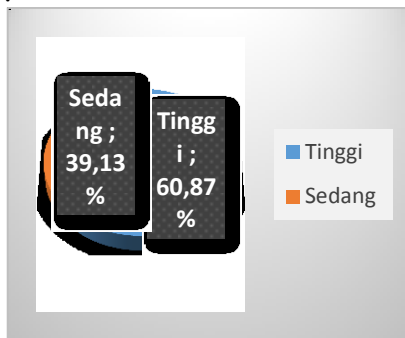 Seda
ng ;
39,13
%
Tingg
i ;
60,87
%
Tinggi
Sedang